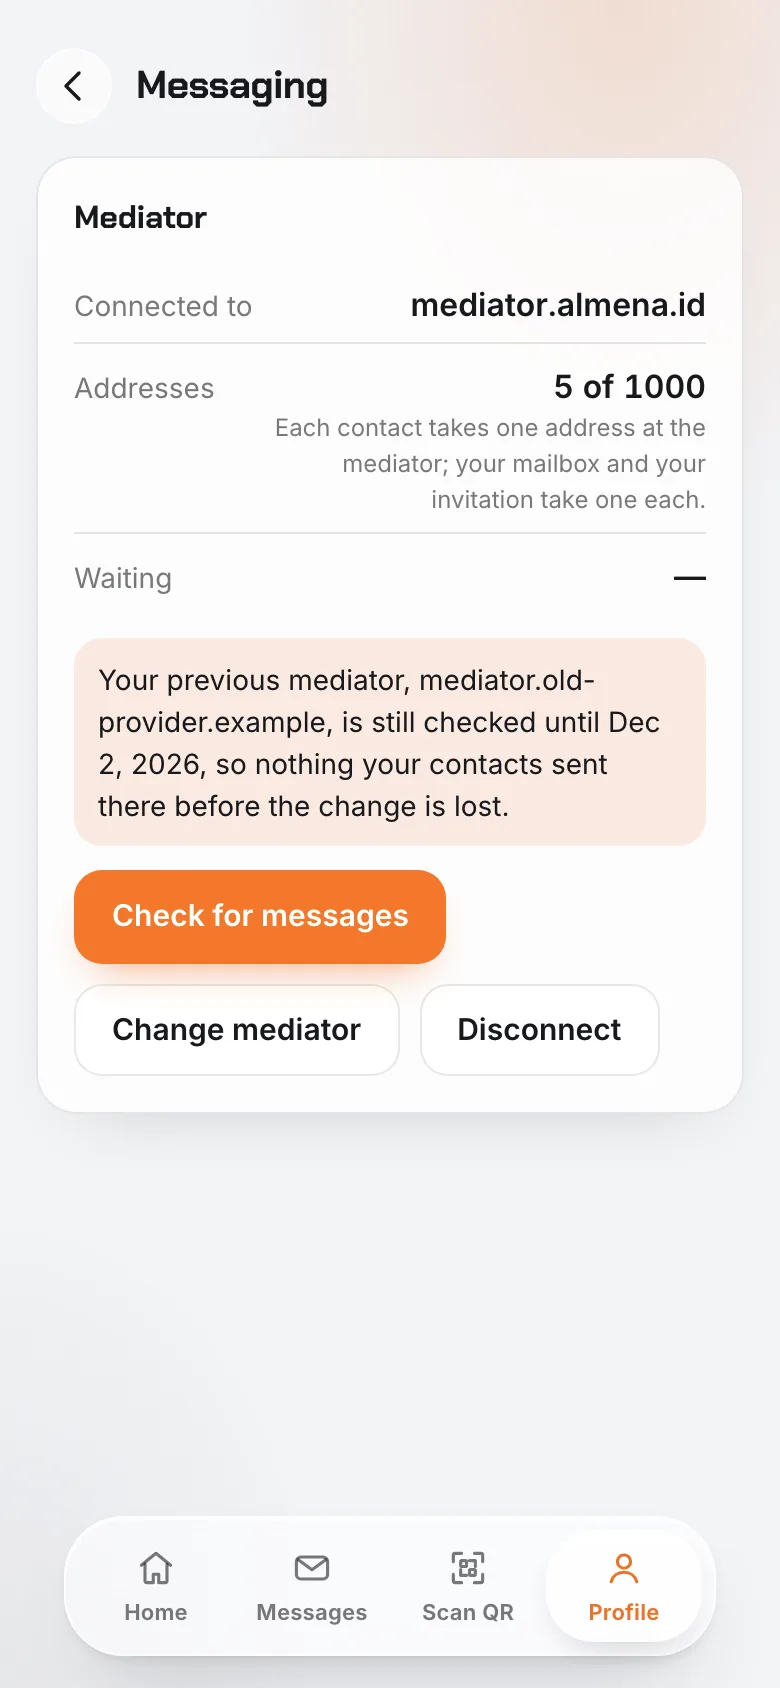 Messaging
Mediator
Connected to
mediator.almena.id
Addresses
5 of 1000
Each contact takes one address at the
mediator; your mailbox and your
invitation take one each.
Waiting
—
Your previous mediator, mediator.old-
provider.example, is still checked until Dec
2, 2026, so nothing your contacts sent
there before the change is lost.
Check for messages
Change mediator
Disconnect
Home
Messages
Scan QR
Profile